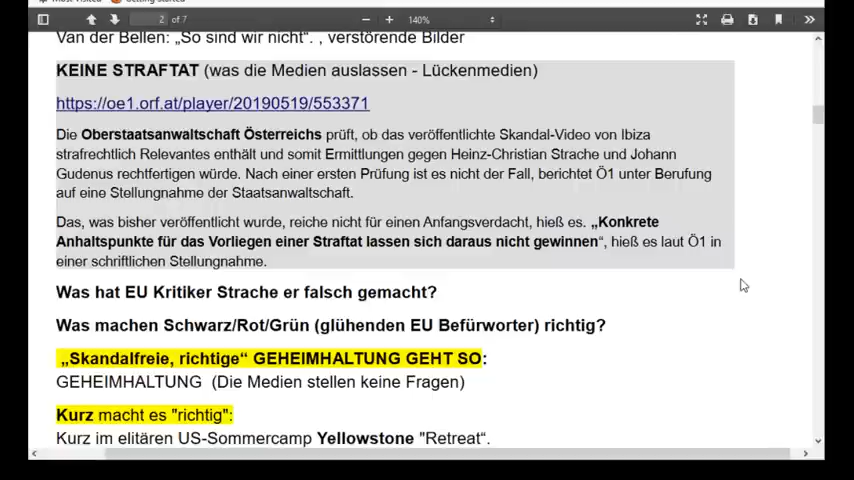 2 of 7
140%
Van der Bellen: „So sind wir nicht". , verstörende Bilder
KEINE STRAFTAT (was die Medien auslassen - Lückenmedien)
https://oe1.orf.at/player/20190519/553371
Die Oberstaatsanwaltschaft Österreichs prüft, ob das veröffentlichte Skandal-Video von Ibiza
strafrechtlich Relevantes enthält und somit Ermittlungen gegen Heinz-Christian Strache und Johann
Gudenus rechtfertigen würde. Nach einer ersten Prüfung ist es nicht der Fall, berichtet Ö1 unter Berufung
auf eine Stellungnahme der Staatsanwaltschaft.
Das, was bisher veröffentlicht wurde, reiche nicht für einen Anfangsverdacht, hieß es. „Konkrete
Anhaltspunkte für das Vorliegen einer Straftat lassen sich daraus nicht gewinnen“, hieß es laut Ö1 in
einer schriftlichen Stellungnahme.
Was hat EU Kritiker Strache er falsch gemacht?
Was machen Schwarz/Rot/Grün (glühenden EU Befürworter) richtig?
„Skandalfreie, richtige“ GEHEIMHALTUNG GEHT SO:
GEHEIMHALTUNG (Die Medien stellen keine Fragen)
Kurz macht es "richtig":
Kurz im elitären US-Sommercamp Yellowstone "Retreat“.